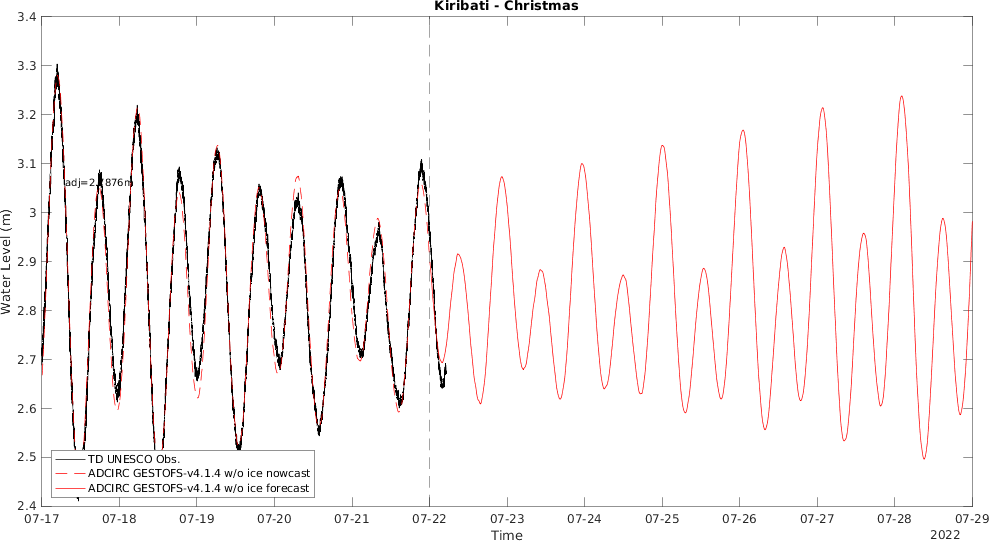 Kiribati - Christmas
3.4
3.3
3.2
3.1
3
2.9
2.8
2.7
2.6
2.5
2.4
Water Level (m)
TD UNESCO Obs.
ADCIRC GESTOFS-v4.1.4 w/o ice nowcast
ADCIRC GESTOFS-v4.1.4 w/o ice forecast
07-17 07-18 07-19 07-20 07-21 07-22 07-23 07-24 07-25 07-26 07-27 07-28 07-29
Time
2022